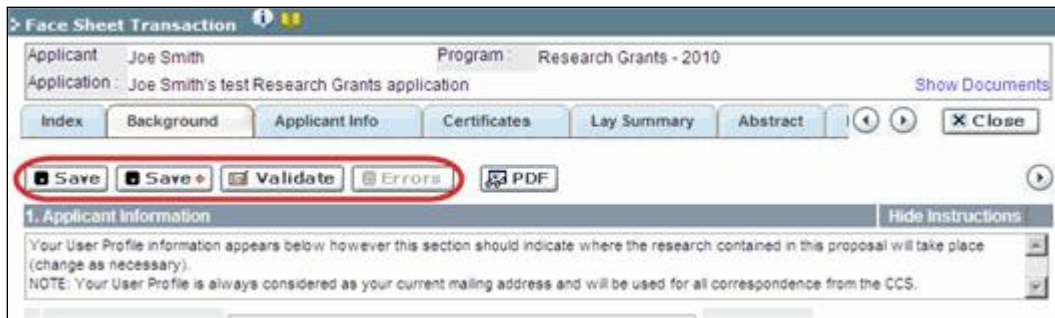 Face Sheet Transaction
Applicant Joe Smith Program : Research Grants - 2010
Application : Joe Smith's test Research Grants application Show Documents
Index Background Applicant Info Certificates Lay Summary Abstract X Close
Save Save+ Validate Errors PDF
1. Applicant Information Hide Instructions
Your User Profile information appears below however this section should indicate where the research contained in this proposal will take place
(change as necessary).
NOTE: Your User Profile is always considered as your current mailing address and will be used for all correspondence from the CCS.